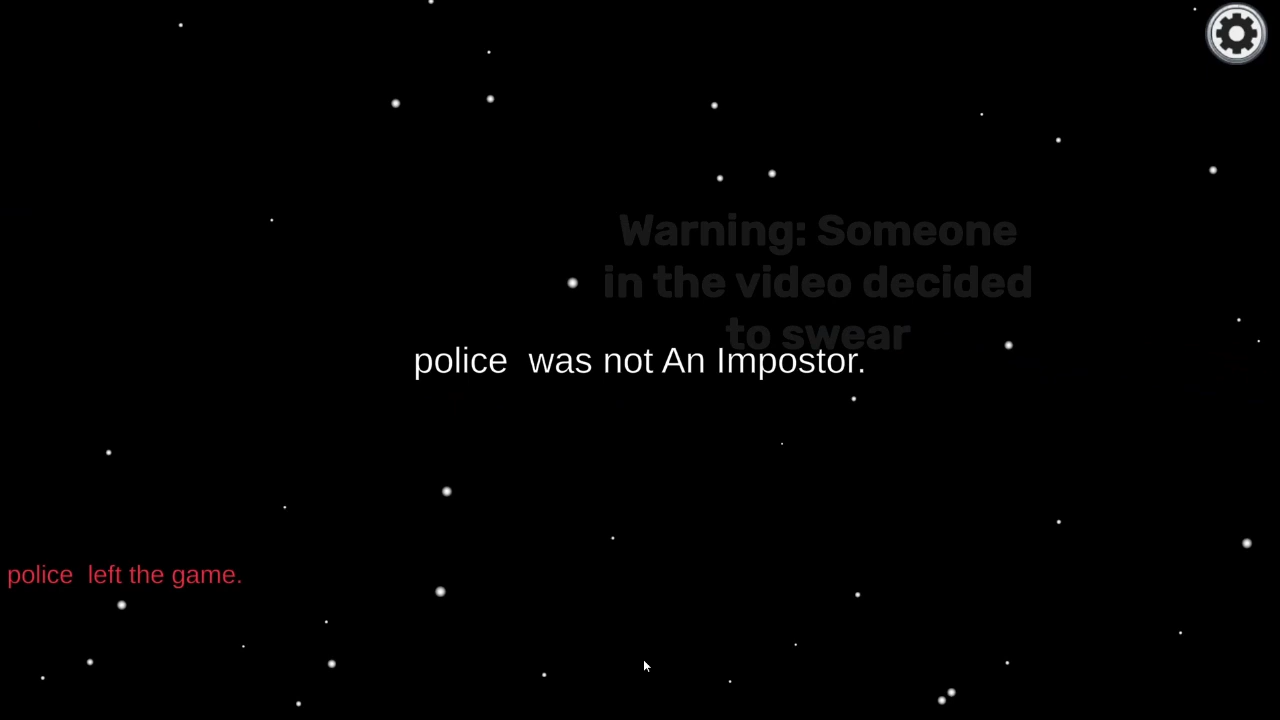 Warning: Someone
in the video decided
to swear
police  was not An Impostor.
police  left the game.